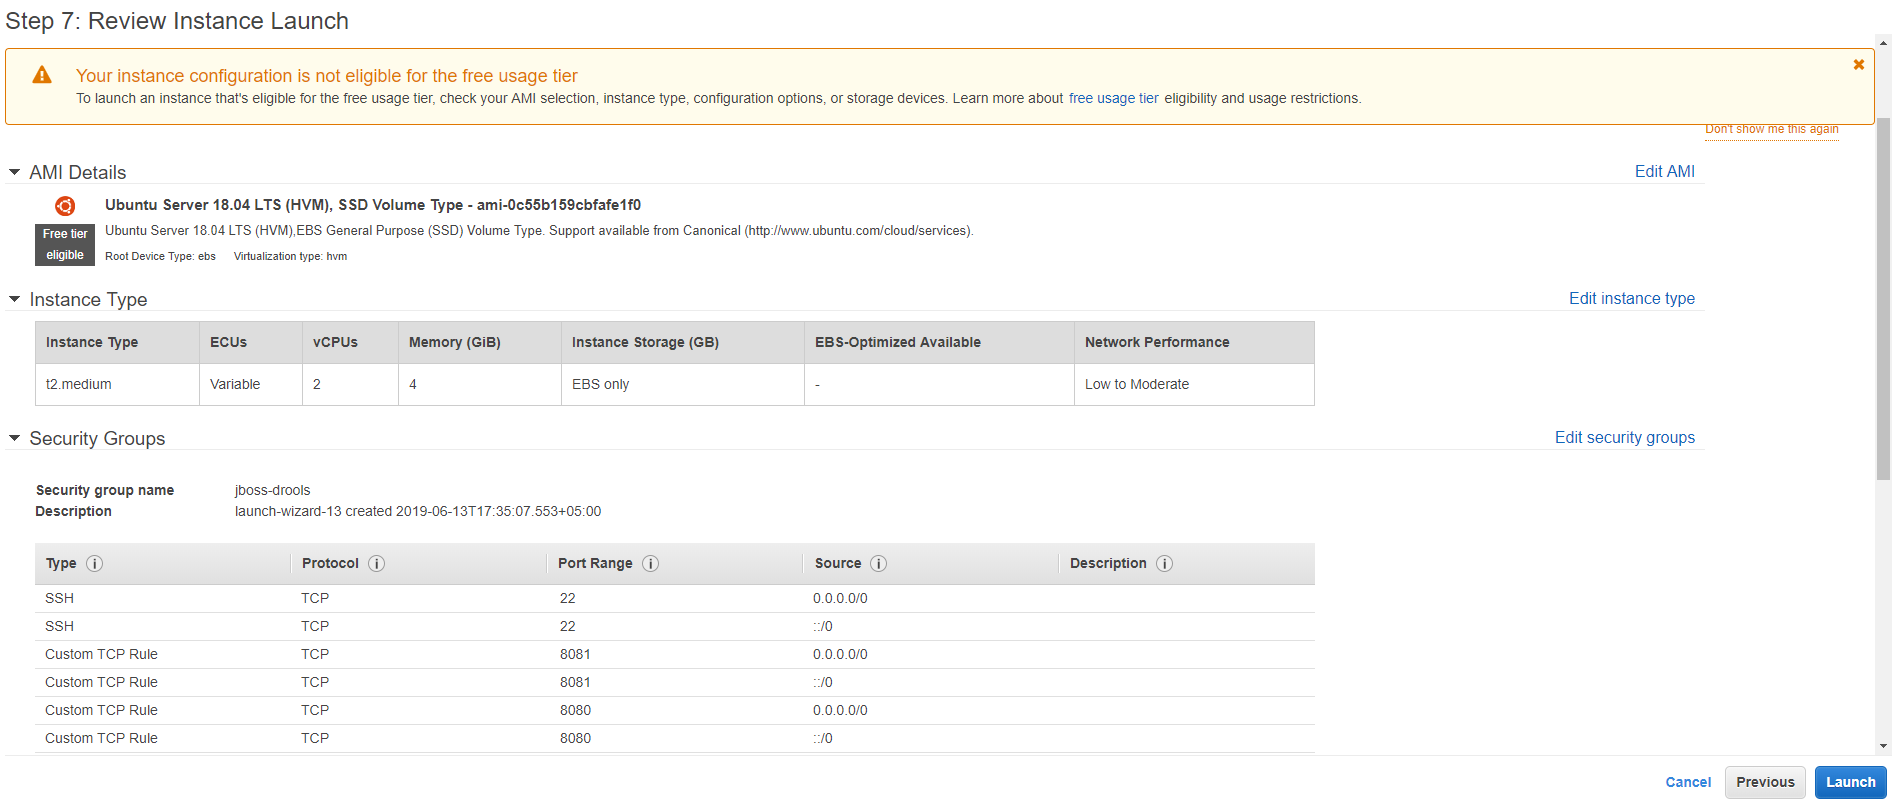 Step 7: Review Instance Launch
Your instance configuration is not eligible for the free usage tier
To launch an instance that's eligible for the free usage tier, check your AMI selection, instance type, configuration options, or storage devices. Learn more about free usage tier eligibility and usage restrictions.
Don't show me this again
AMI Details Edit AMI
Ubuntu Server 18.04 LTS (HVM), SSD Volume Type - ami-0c55b159cbfafe1f0
Free tier eligible
Ubuntu Server 18.04 LTS (HVM),EBS General Purpose (SSD) Volume Type. Support available from Canonical (http://www.ubuntu.com/cloud/services).
Root Device Type: ebs Virtualization type: hvm
Instance Type Edit instance type
Instance Type ECUs vCPUs Memory (GiB) Instance Storage (GB) EBS-Optimized Available Network Performance
t2.medium Variable 2 4 EBS only - Low to Moderate
Security Groups Edit security groups
Security group name jboss-drools
Description launch-wizard-13 created 2019-06-13T17:35:07.553+05:00
Type Protocol Port Range Source Description
SSH TCP 22 0.0.0.0/0
SSH TCP 22 ::/0
Custom TCP Rule TCP 8081 0.0.0.0/0
Custom TCP Rule TCP 8081 ::/0
Custom TCP Rule TCP 8080 0.0.0.0/0
Custom TCP Rule TCP 8080 ::/0
Cancel Previous Launch